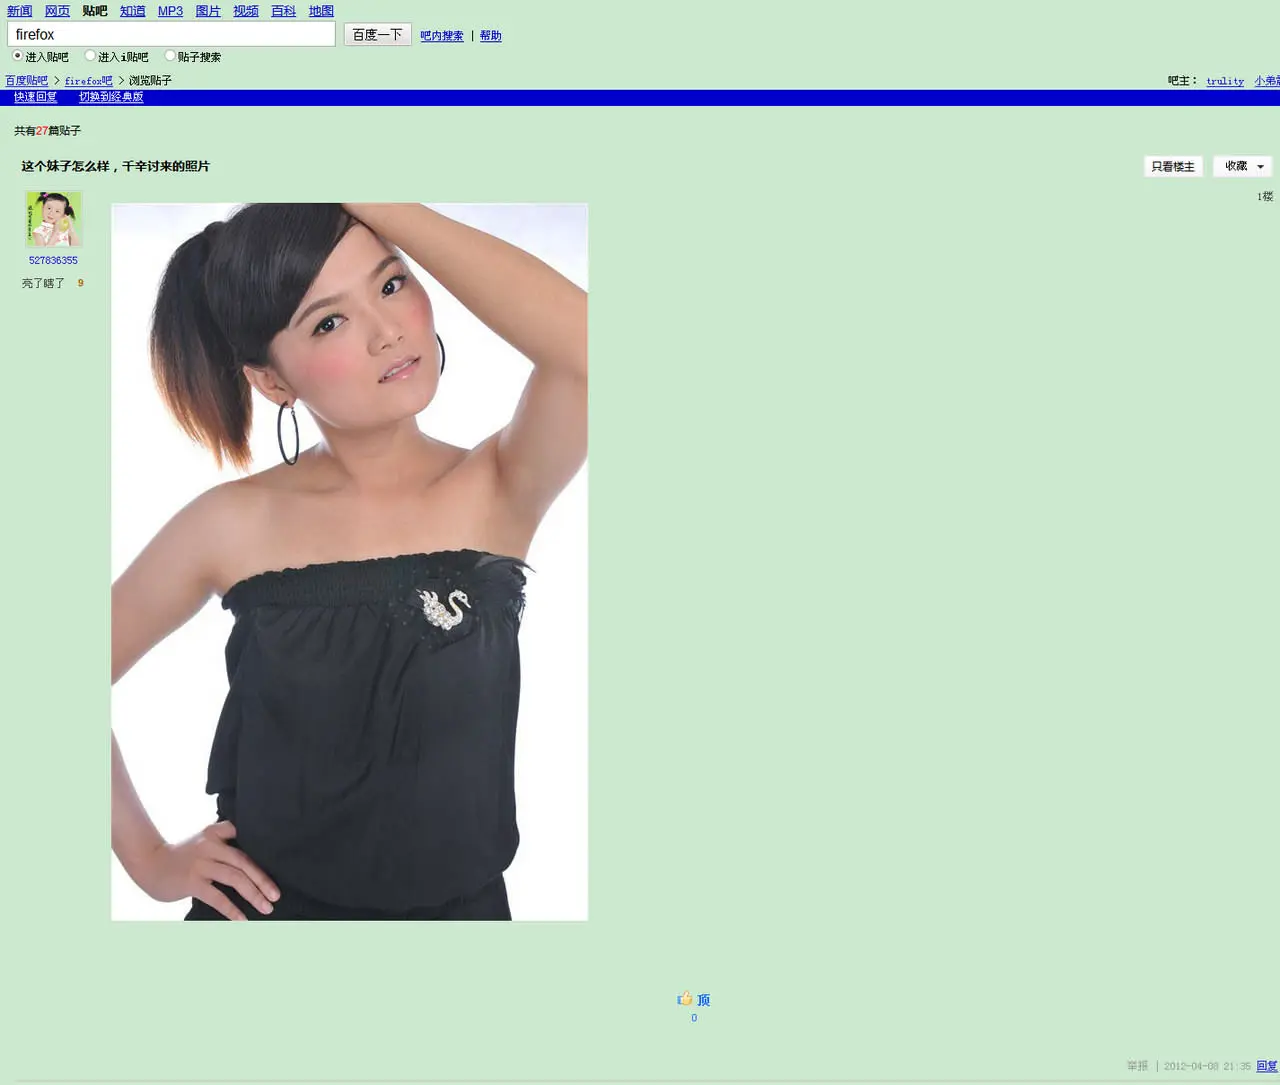 新闻 网页 贴吧 知道 MP3 图片 视频 百科 地图
firefox 百度一下 吧内搜索 | 帮助
进入贴吧 进入i贴吧 贴子搜索
百度贴吧 > firefox吧 > 浏览贴子 吧主： trulity 小弟
快速回复 切换到经典版
共有27篇贴子
这个妹子怎么样，千辛讨来的照片 只看楼主 收藏
1楼
527836355
亮了瞎了 9
顶
0
举报 | 2012-04-08 21:35 回复